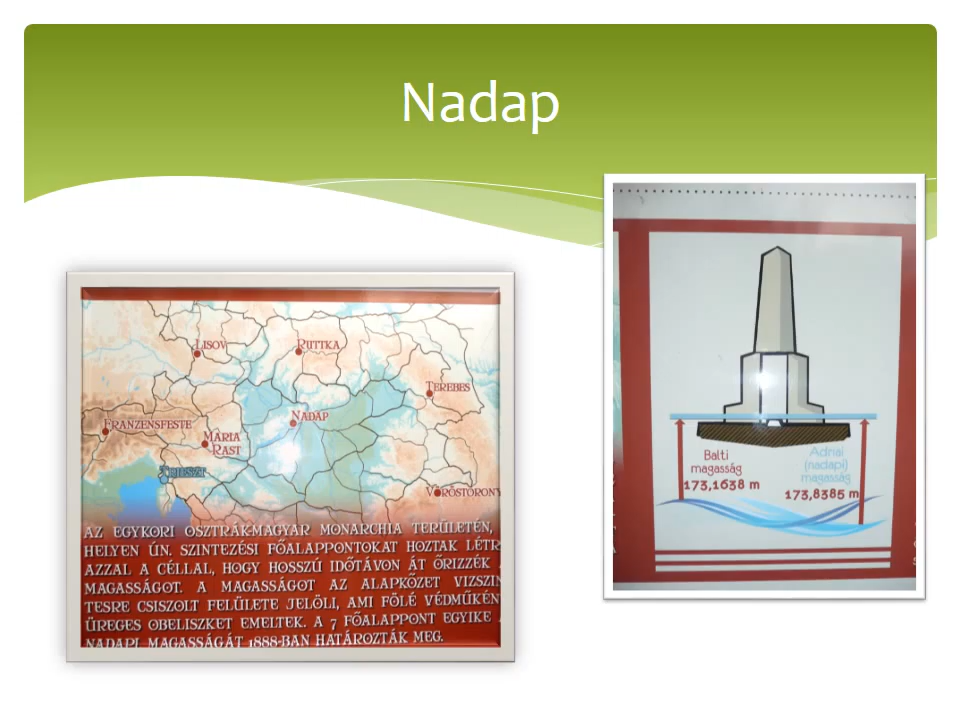 Nadap
LISOV
RUTTKA
TEREBES
NADAP
FRANZENSFESTE
MÁRIA
RAST
TRIESZT
VÖRÖSTORONY
AZ EGYKORI OSZTRÁK-MAGYAR MONARCHIA TERÜLETÉN,
HELYEN ÚN. SZINTEZÉSI FŐALAPPONTOKAT HOZTAK LÉTR
AZZAL A CÉLLAL, HOGY HOSSZÚ IDŐTÁVON ÁT ŐRIZZÉK
MAGASSÁGOT. A MAGASSÁGOT AZ ALAPKŐZET VIZSZIN
TESRE CSISZOLT FELÜLETE JELÖLI, AMI FÖLÉ VÉDMŰKÉN
ÜREGES OBELISZKET EMELTEK. A 7 FŐALAPPONT EGYIKE A
NADAPI, MAGASSÁGÁT 1888-BAN HATÁROZTÁK MEG.
Balti
magasság
173,1638 m
Adriai
(nadapi)
magasság
173,8385 m